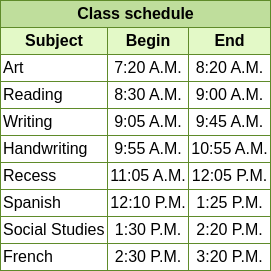 Class schedule
Subject Begin End
Art 7:20 A.M. 8:20 A.M.
Reading 8:30 A.M. 9:00 A.M.
Writing 9:05 A.M. 9:45 A.M.
Handwriting 9:55 A.M. 10:55 A.M.
Recess 11:05 A.M. 12:05 P.M.
Spanish 12:10 P.M. 1:25 P.M.
Social Studies 1:30 P.M. 2:20 P.M.
French 2:30 P.M. 3:20 P.M.